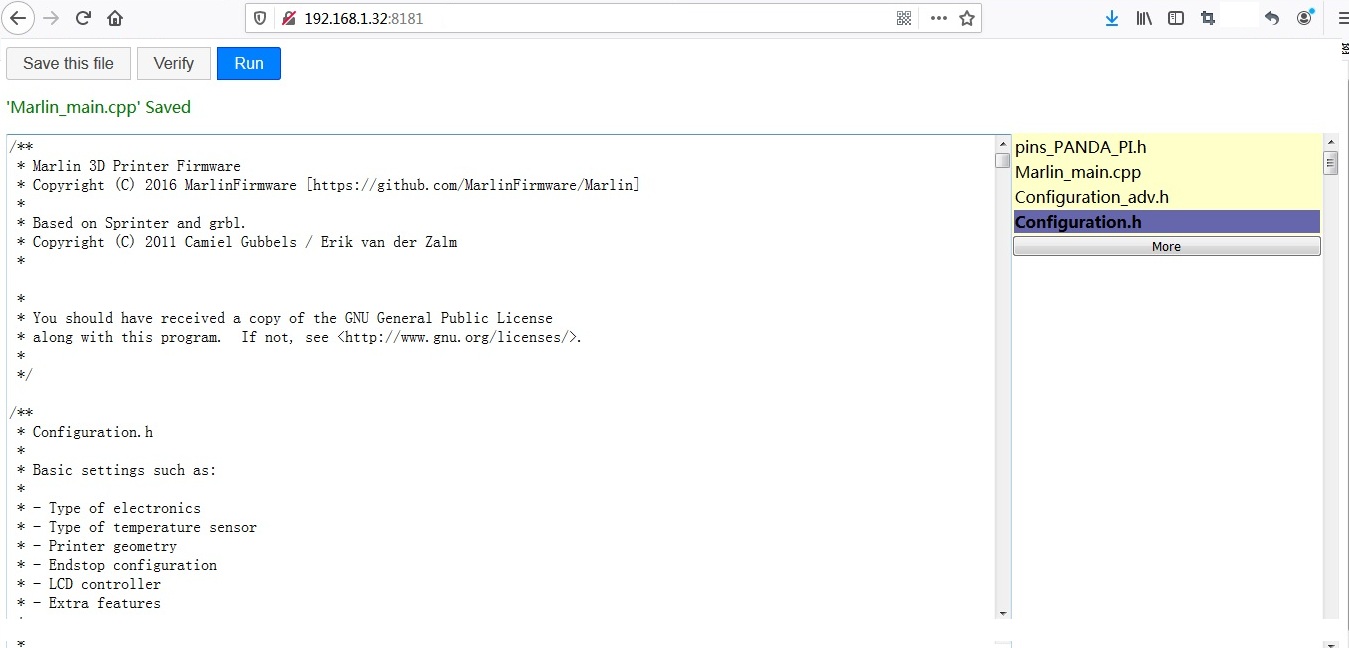 192.168.1.32:8181
Save this file
Verify
Run
'Marlin_main.cpp' Saved
/**
* Marlin 3D Printer Firmware
* Copyright (C) 2016 MarlinFirmware [https://github.com/MarlinFirmware/Marlin]
*
* Based on Sprinter and grbl.
* Copyright (C) 2011 Camiel Gubbels / Erik van der Zalm
*
*
* You should have received a copy of the GNU General Public License
* along with this program.  If not, see <http://www.gnu.org/licenses/>.
*
*/
/**
* Configuration.h
*
* Basic settings such as:
*
* - Type of electronics
* - Type of temperature sensor
* - Printer geometry
* - Endstop configuration
* - LCD controller
* - Extra features
*
pins_PANDA_PI.h
Marlin_main.cpp
Configuration_adv.h
Configuration.h
More